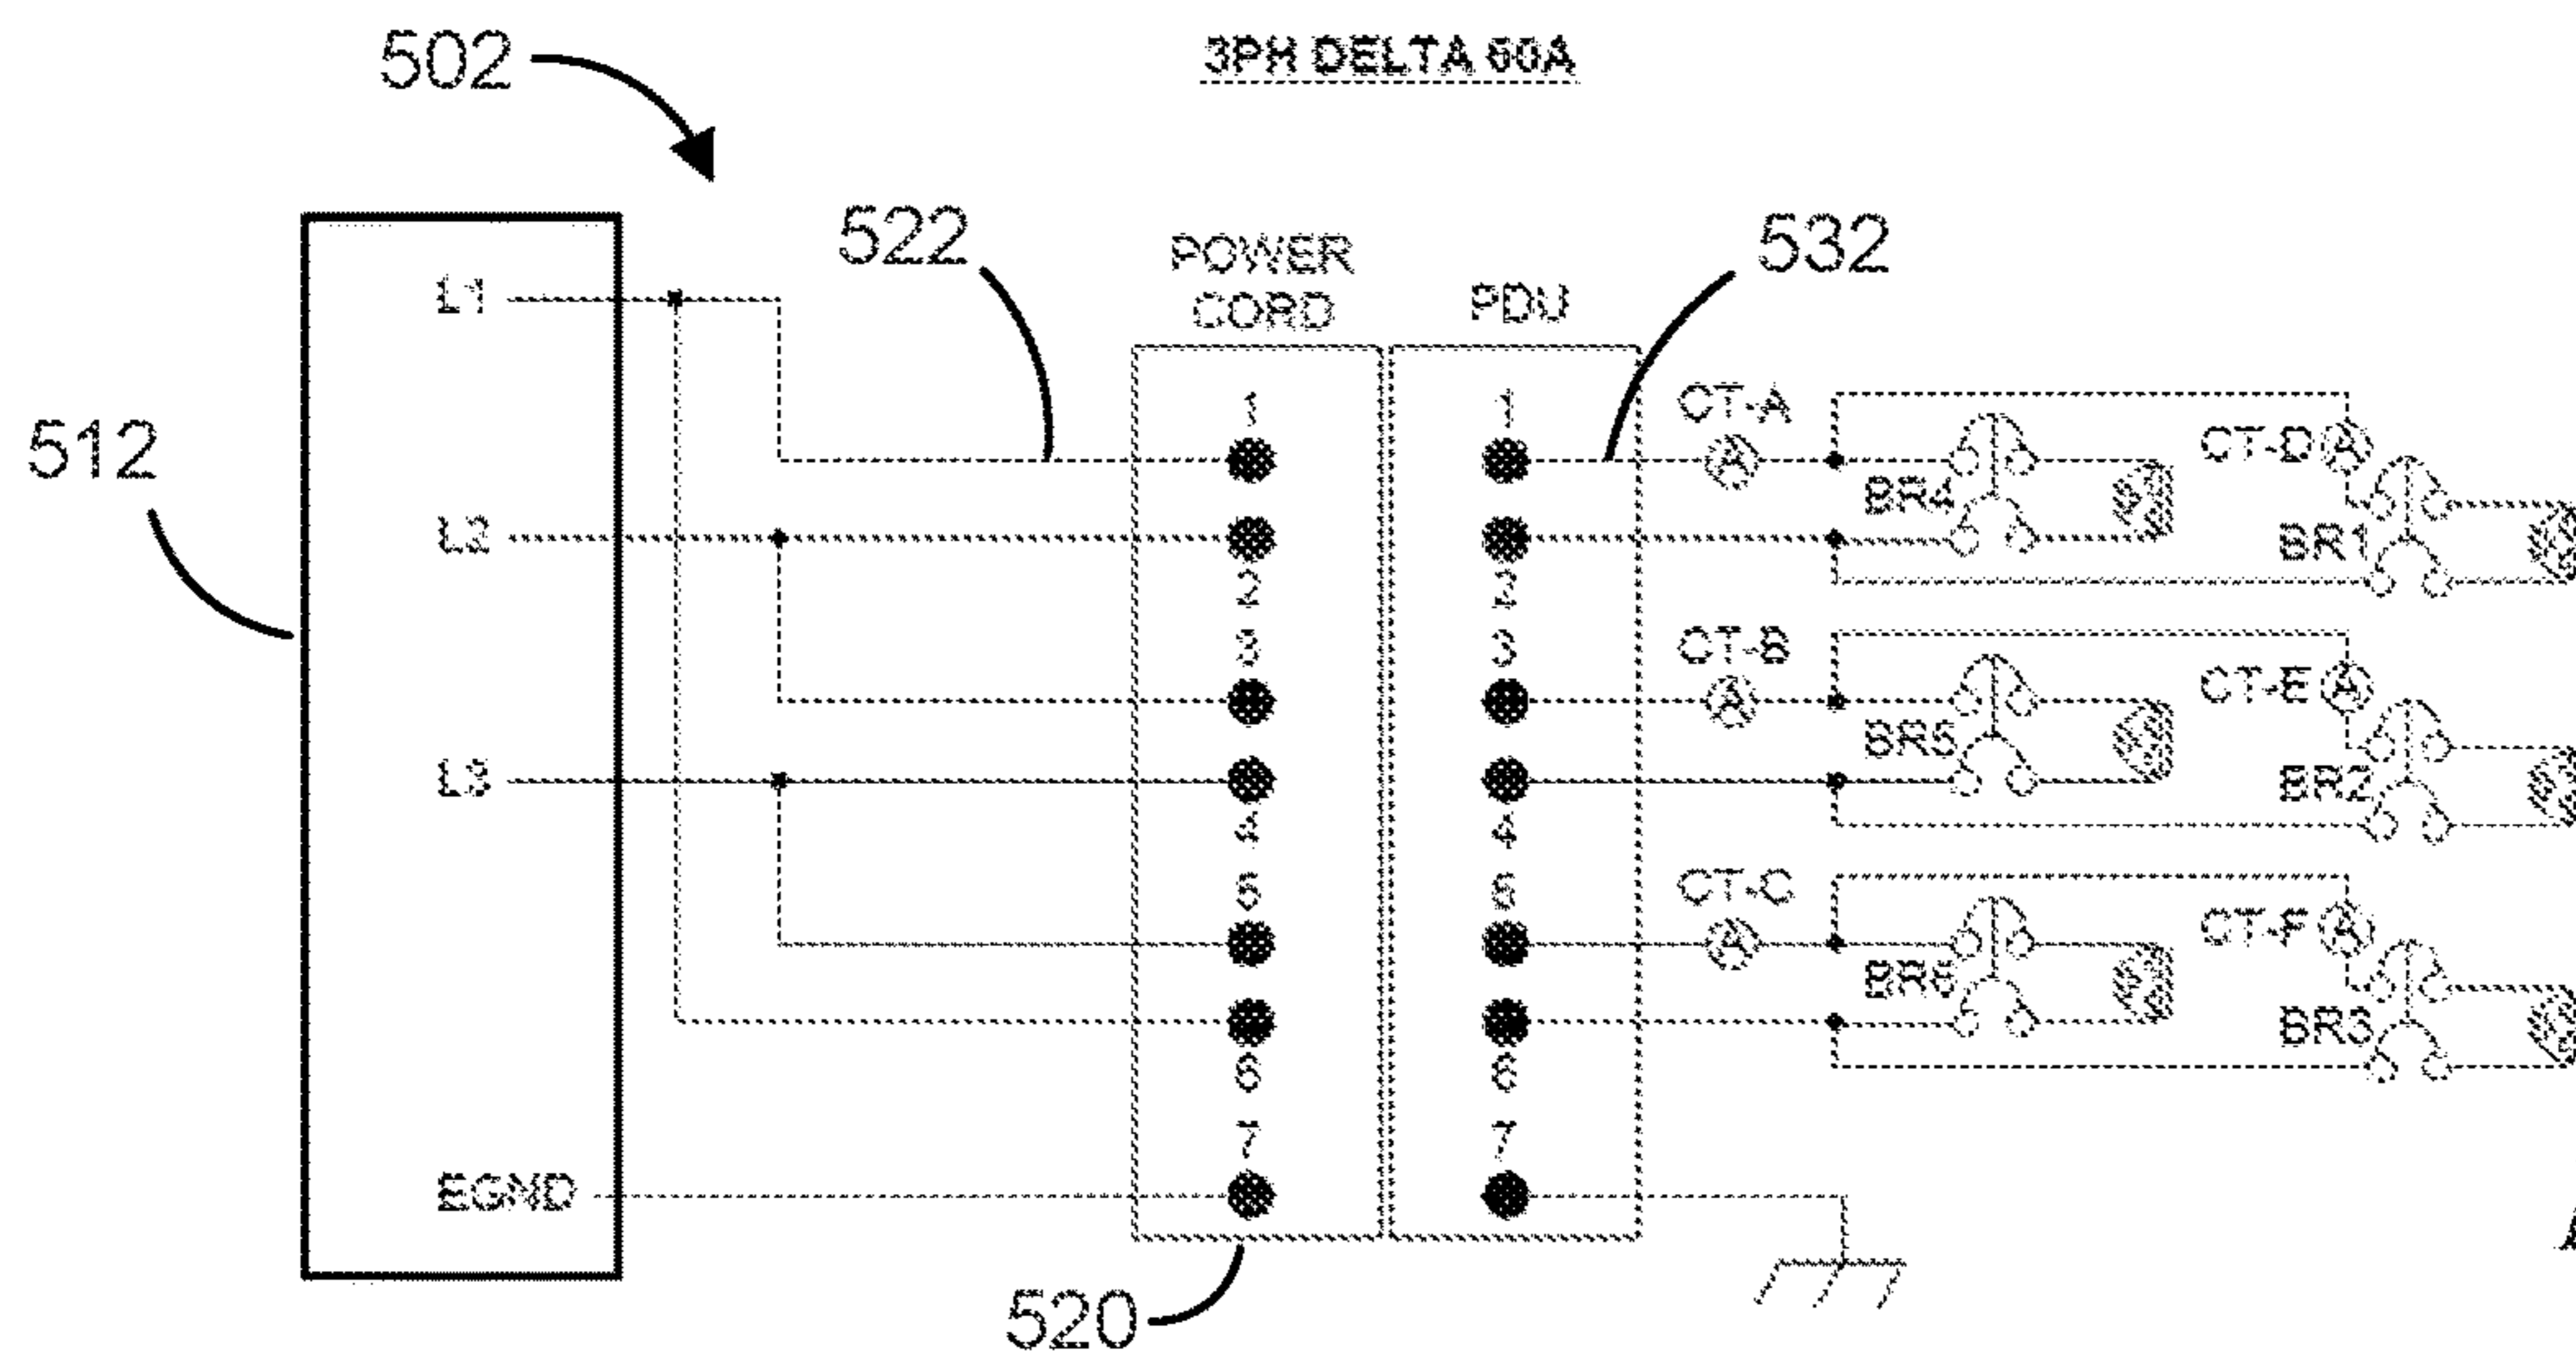 502
3PH DELTA 60A
522
POWER
CORD
PDU
532
L1
512
L2
L3
EGND
1
2
3
4
5
6
7
1
2
3
4
5
6
7
CT-A
A
BR4
CT-D A
BR1
CT-B
A
BR5
CT-E A
BR2
CT-C
A
BR6
CT-F A
BR3
520